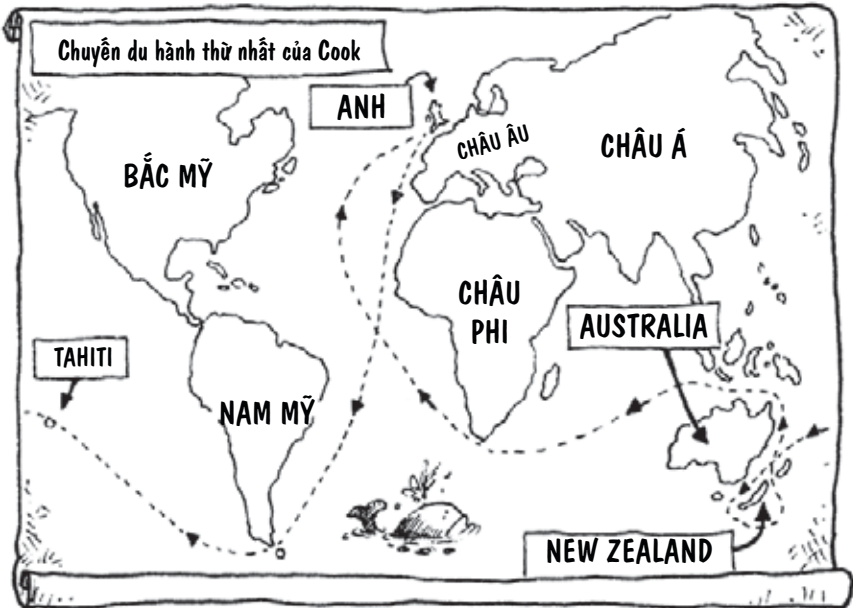 Chuyến du hành thừ nhất của Cook
ANH
CHÂU ÂU
CHÂU Á
BẮC MỸ
CHÂU
PHI
AUSTRALIA
TAHITI
NAM MỸ
NEW ZEALAND